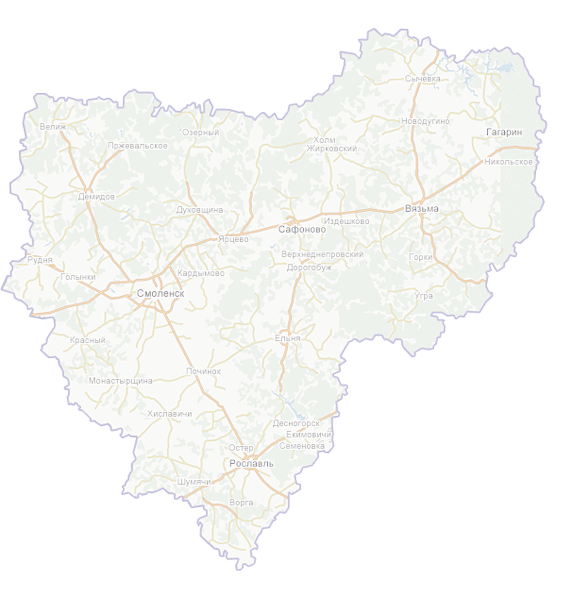 Сычевка
Новодугино
Велиж
Озерный
Гагарин
Пржевальское
Холм
Жирковский
Никольское
Демидов
Духовщина
Вязьма
Издешково
Сафоново
Ярцево
Рудня
Верхнеднепровский
Горки
Дорогобуж
Голынки
Кардымово
Смоленск
Угра
Красный
Ельня
Починок
Монастырщина
Хиславичи
Десногорск
Екимовичи
Остер
Семеновка
Рославль
Шумячи
Ворга